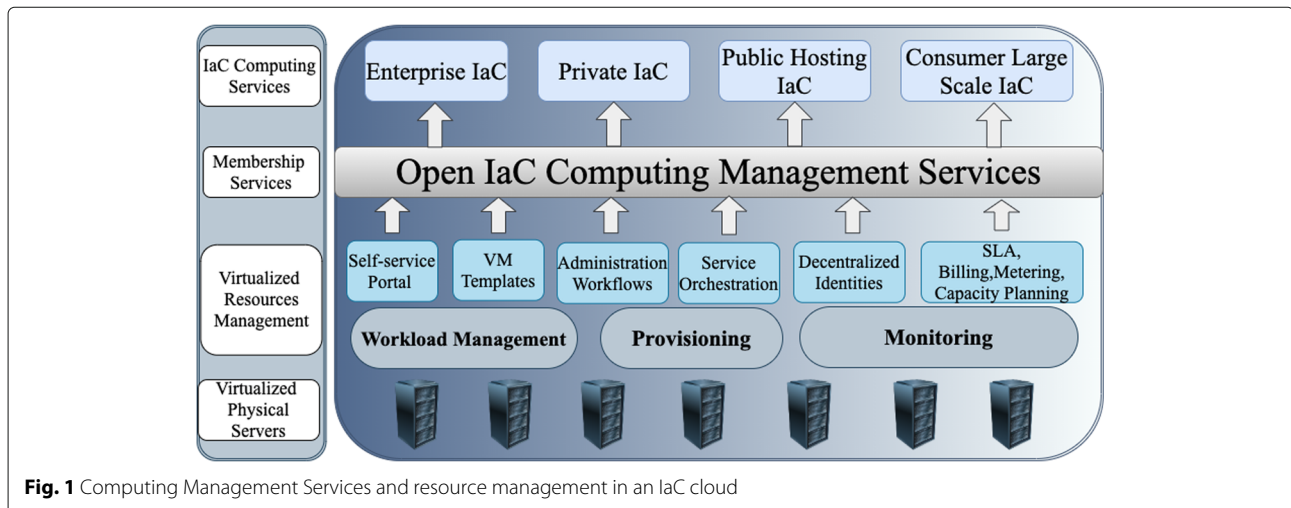 IaC Computing
Services
Enterprise IaC
Private IaC
Public Hosting
IaC
Consumer Large
Scale IaC
Membership
Services
Open IaC Computing Management Services
Virtualized
Resources
Management
Self-service
Portal
VM
Templates
Administration
Workflows
Service
Orchestration
Decentralized
Identities
SLA,
Billing,Metering,
Capacity Planning
Workload Management
Provisioning
Monitoring
Virtualized
Physical
Servers
Fig. 1 Computing Management Services and resource management in an IaC cloud